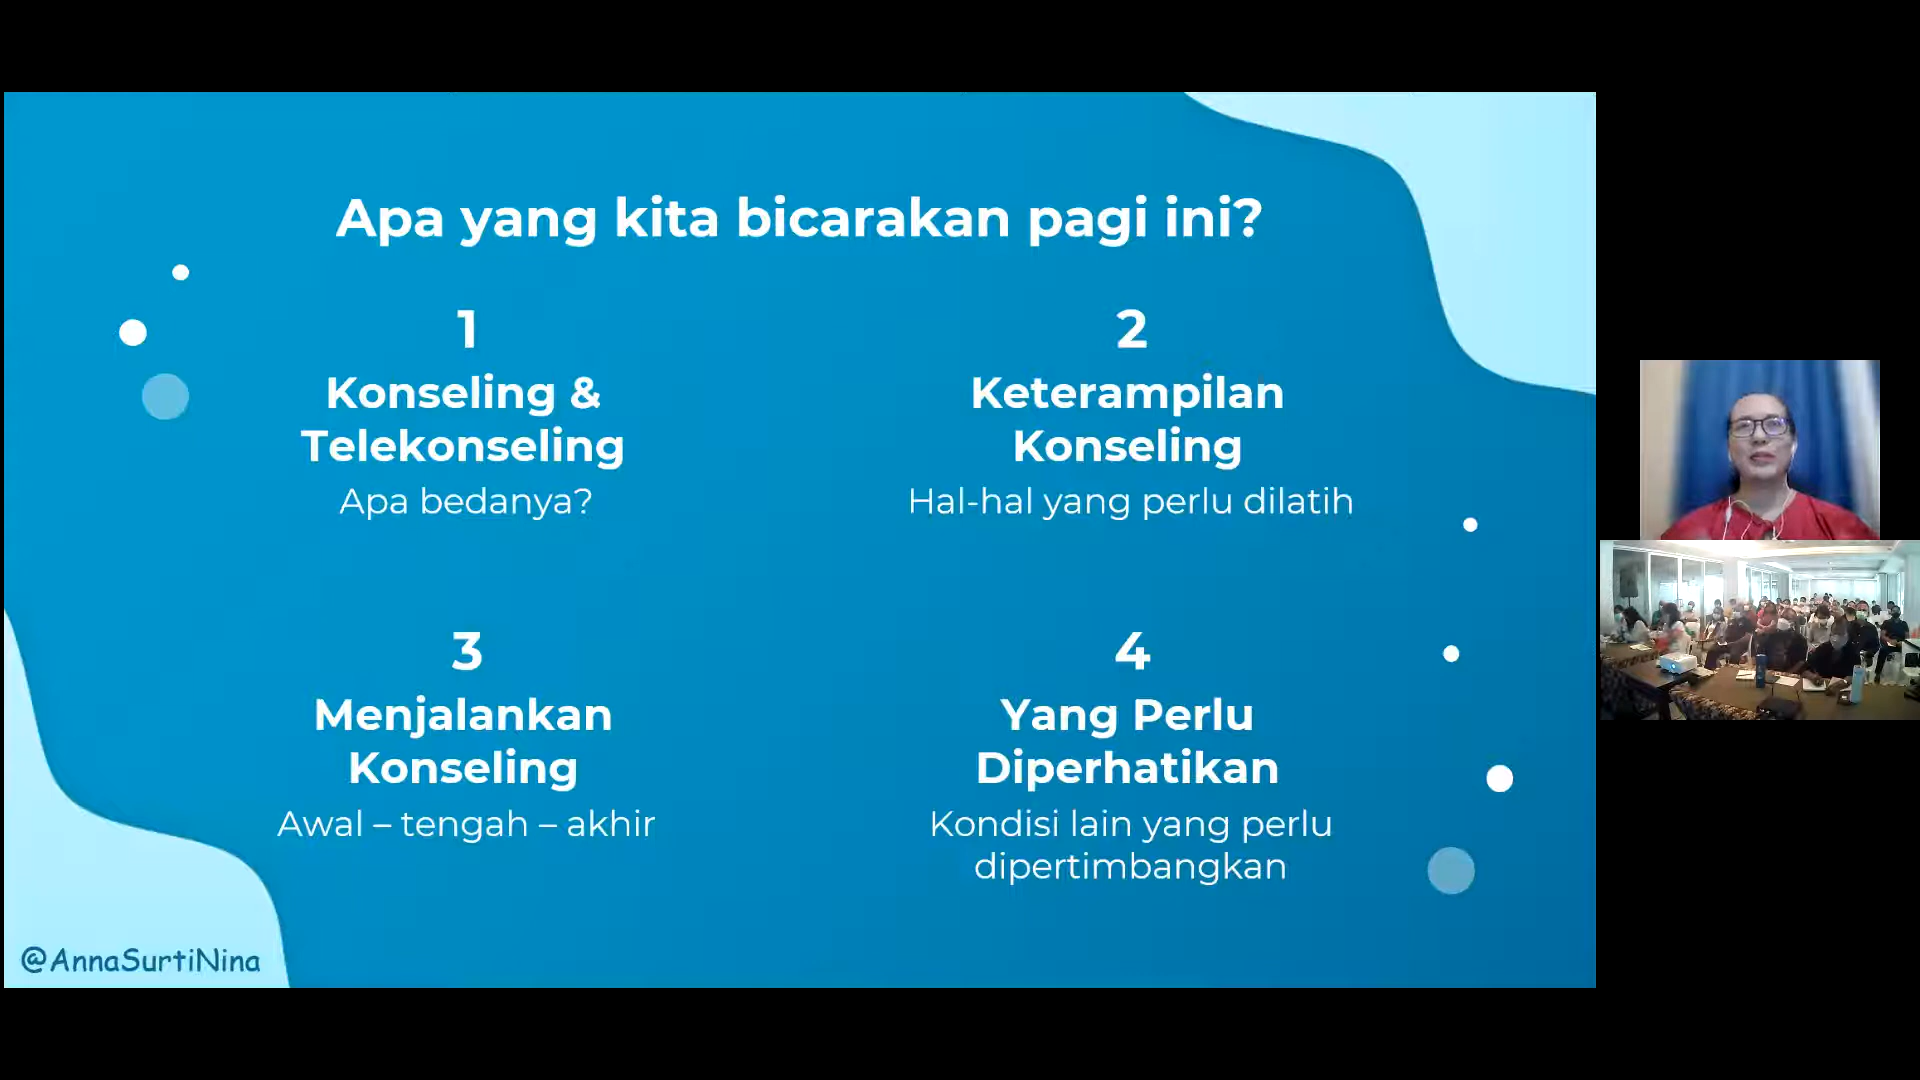 Apa yang kita bicarakan pagi ini?
1
Konseling &
Telekonseling
Apa bedanya?
2
Keterampilan
Konseling
Hal-hal yang perlu dilatih
3
Menjalankan
Konseling
Awal – tengah – akhir
4
Yang Perlu
Diperhatikan
Kondisi lain yang perlu
dipertimbangkan
@AnnaSurtiNina